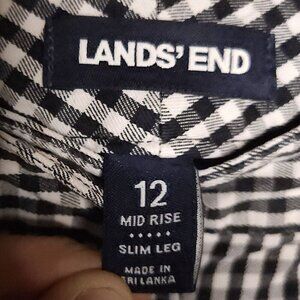 LANDS' END
12
MID RISE
•••••
SLIM LEG
MADE IN
SRI LANKA